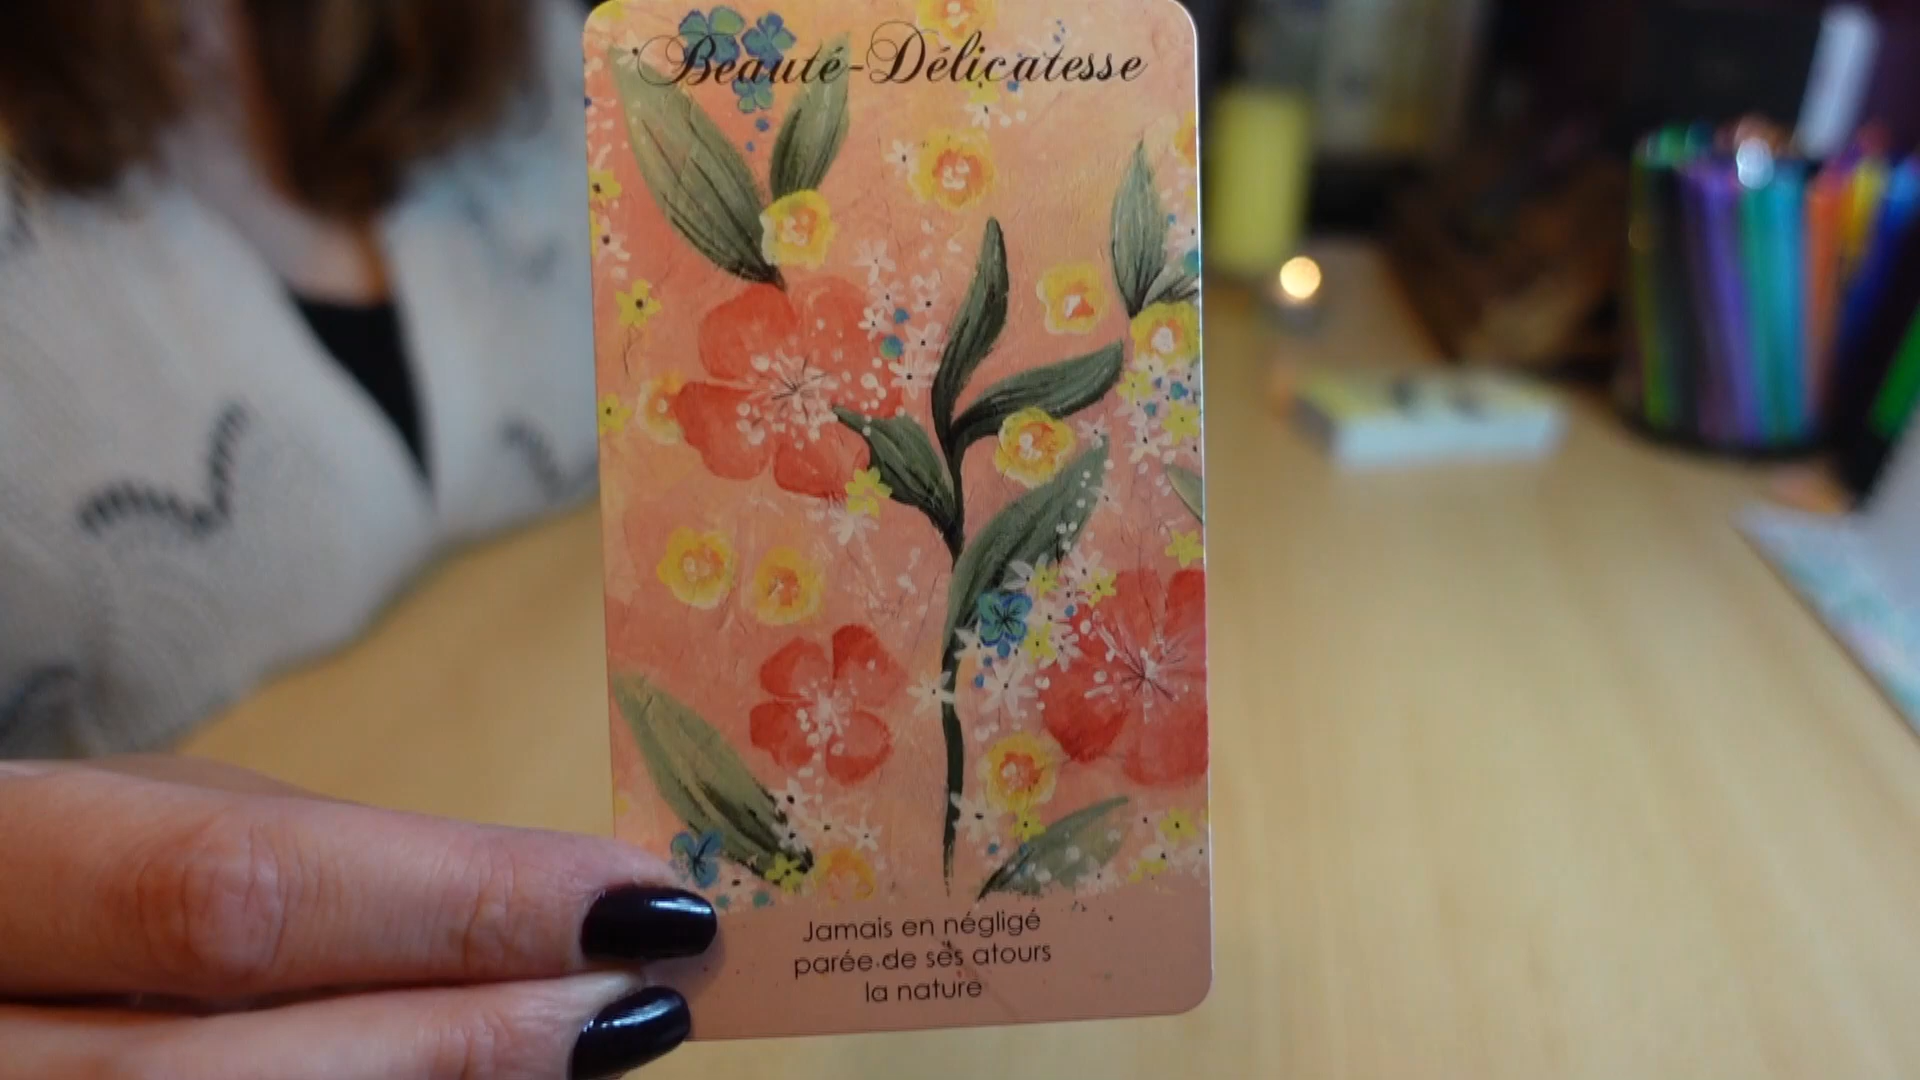 Beauté-Délicatesse
Jamais en négligé
parée de ses atours
la nature